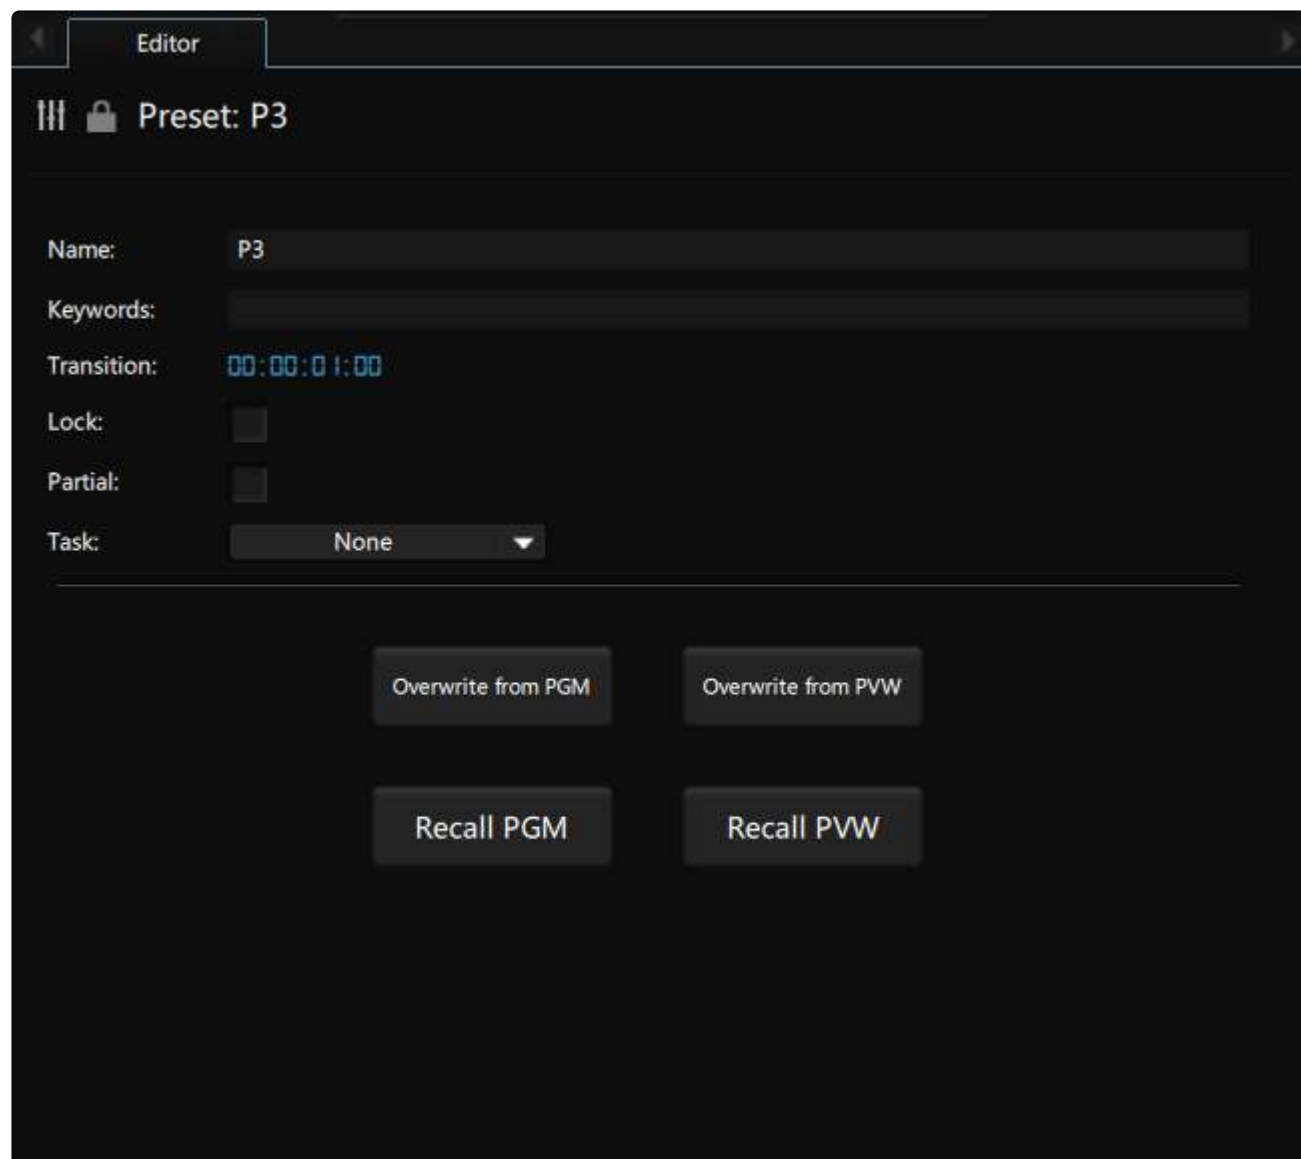 Editor
Preset: P3
Name: P3
Keywords:
Transition: 00:00:01:00
Lock:
Partial:
Task: None
Overwrite from PGM Overwrite from PVW
Recall PGM Recall PVW